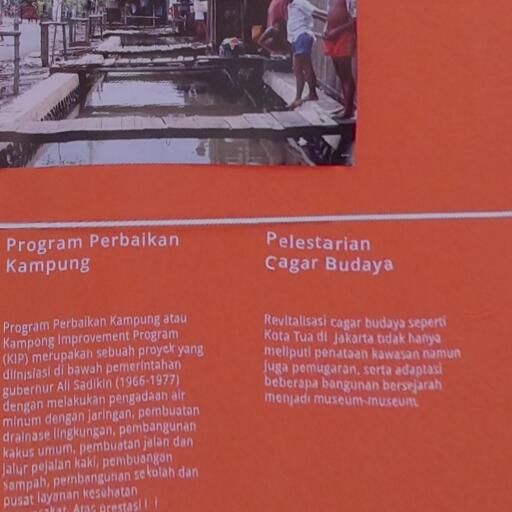 Program Perbaikan
Kampung
Program Perbaikan Kampung atau
Kampong Improvement Program
(KIP) merupakan sebuah proyek yang
diinisiasi di bawah pemerintahan
gubernur Ali Sadikin (1966-1977)
dengan melakukan pengadaan air
minum dengan jaringan, pembuatan
drainase lingkungan, pembangunan
kakus umum, pembuatan jalan dan
jalur pejalan kaki, pembuangan
sampah, pembangunan sekolah dan
pusat layanan kesehatan
Atas prestasi
Pelestarian
Cagar Budaya
Revitalisasi cagar budaya seperti
Kota Tua di Jakarta tidak hanya
meliputi penataan kawasan namun
juga pemugaran, serta adaptasi
beberapa bangunan bersejarah
menjadi museum-museum.